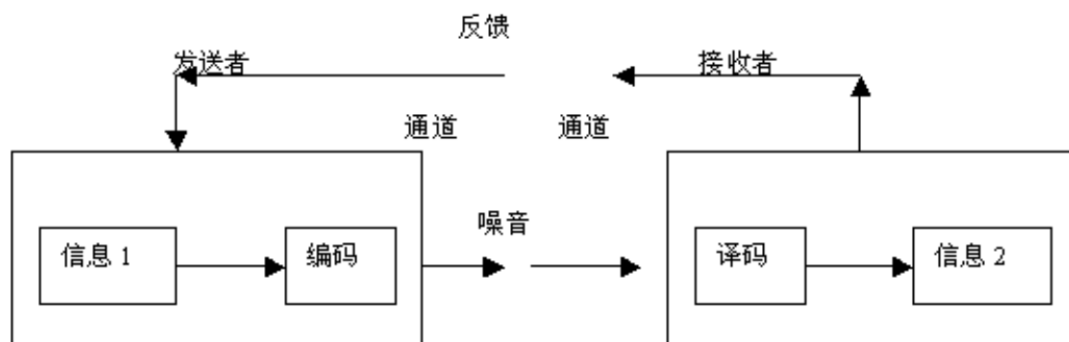 反馈
发送者 接收者
通道 通道
噪音
信息 1 编码 译码 信息 2